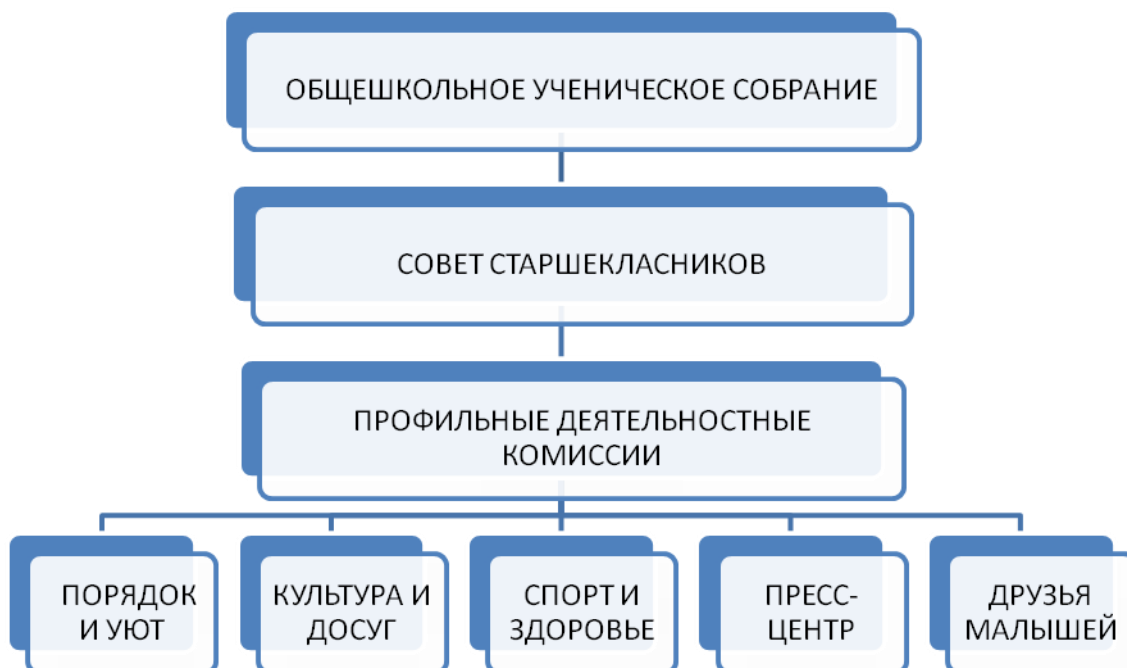 ОБЩЕШКОЛЬНОЕ УЧЕНИЧЕСКОЕ СОБРАНИЕ
СОВЕТ СТАРШЕКЛАСНИКОВ
ПРОФИЛЬНЫЕ ДЕЯТЕЛЬНОСТНЫЕ
КОМИССИИ
ПОРЯДОК
И УЮТ
КУЛЬТУРА И
ДОСУГ
СПОРТ И
ЗДОРОВЬЕ
ПРЕСС-
ЦЕНТР
ДРУЗЬЯ
МАЛЫШЕЙ